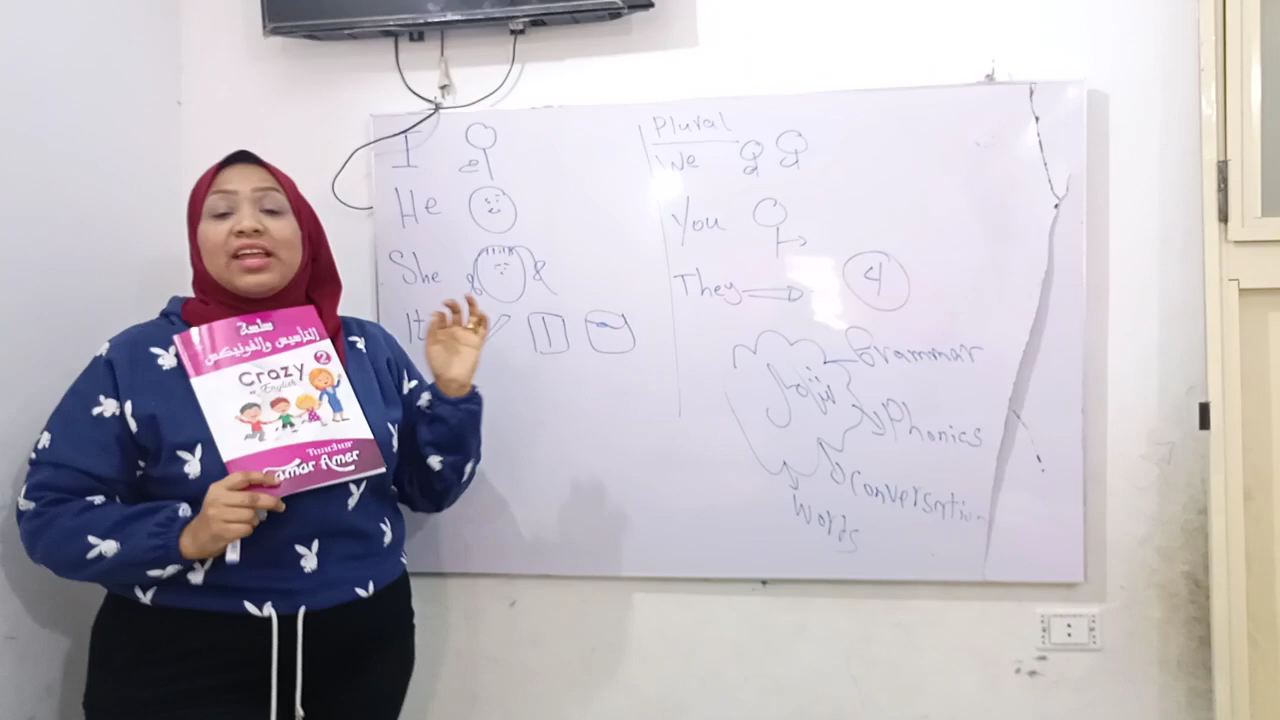 I
He
She
It
Plural
We
You
They
4
تأسيس
Grammar
Phonics
Conversation
Words
سلسة
التأسيس والفونيكس
2
Crazy
English
Teacher
Samar Amer